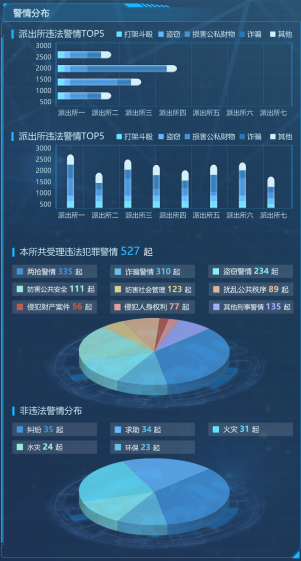 警情分布
派出所违法警情TOP5 打架斗殴 盗窃 损害公私财物 诈骗 其他
3000
2500
2000
1500
1000
500
派出所一 派出所二 派出所三 派出所四 派出所五 派出所六 派出所七
派出所违法警情TOP5 打架斗殴 盗窃 损害公私财物 诈骗 其他
3000
2500
2000
1500
1000
500
派出所一 派出所二 派出所三 派出所四 派出所五 派出所六 派出所七
本所共受理违法犯罪警情 527 起
两抢警情 335 起 诈骗警情 310 起 盗窃警情 234 起
妨害公共安全 111 起 妨害社会管理 123 起 扰乱公共秩序 89 起
侵犯财产案件 56 起 侵犯人身权利 77 起 其他刑事警情 135 起
非违法警情分布
纠纷 35 起 求助 34 起 火灾 31 起
水灾 24 起 环保 23 起